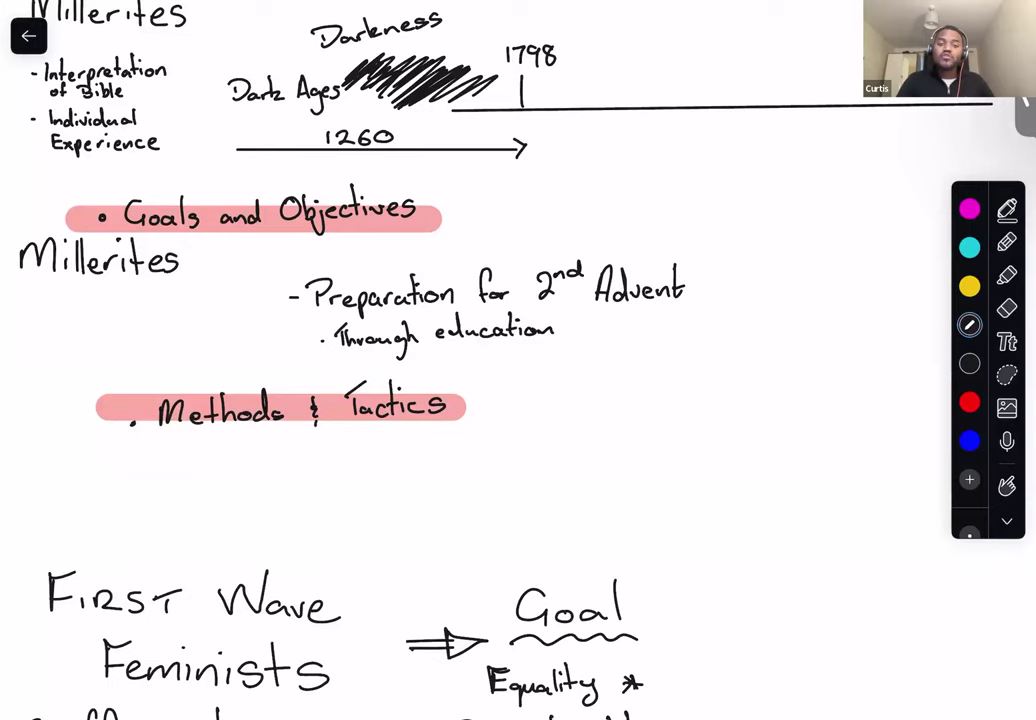 Millerites
- Interpretation
of Bible
- Individual
Experience
Darkness
Dark Ages
1798
1260
Curtis
• Goals and Objectives
Millerites
- Preparation for 2nd Advent
• Through education
• Methods & Tactics
Tt
FIRST Wave
Feminists
Goal
Equality *